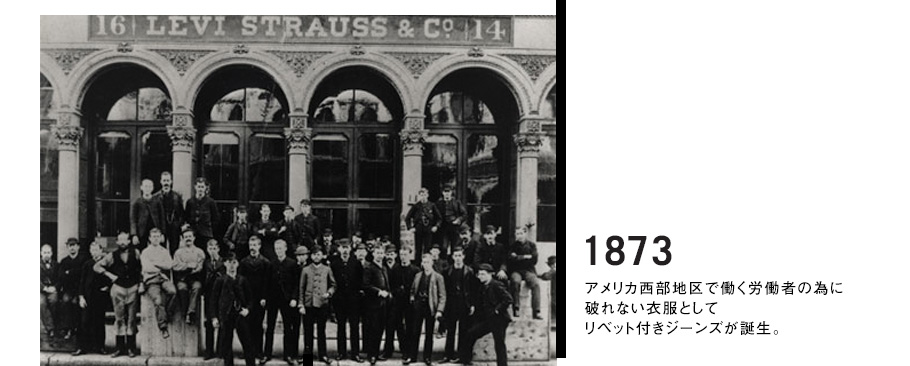 16 LEVI STRAUSS & Co 14
1873
アメリカ西部地区で働く労働者の為に
破れない衣服として
リベット付きジーンズが誕生。